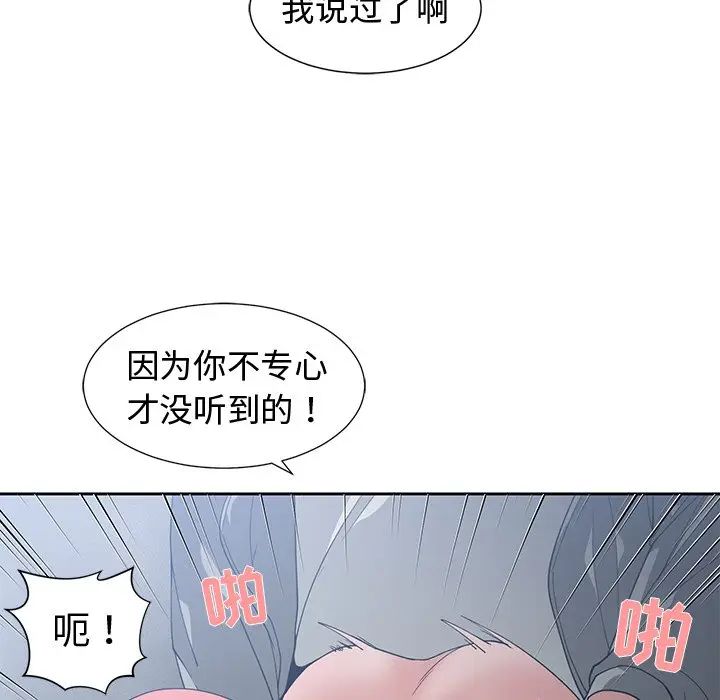 我说过了啊
因为你不专心
才没听到的！
呃！
啪
啪